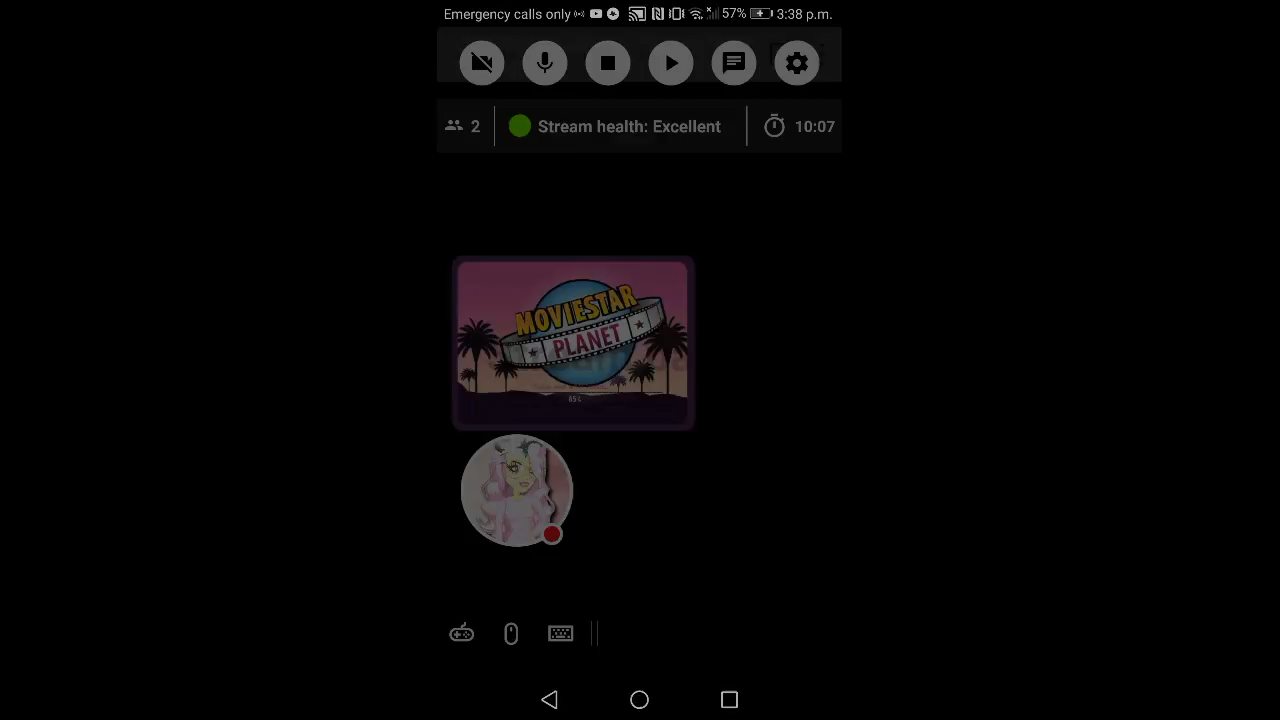 Emergency calls only 57% 3:38 p.m.
2 Stream health: Excellent 10:07
MOVIESTAR
PLANET